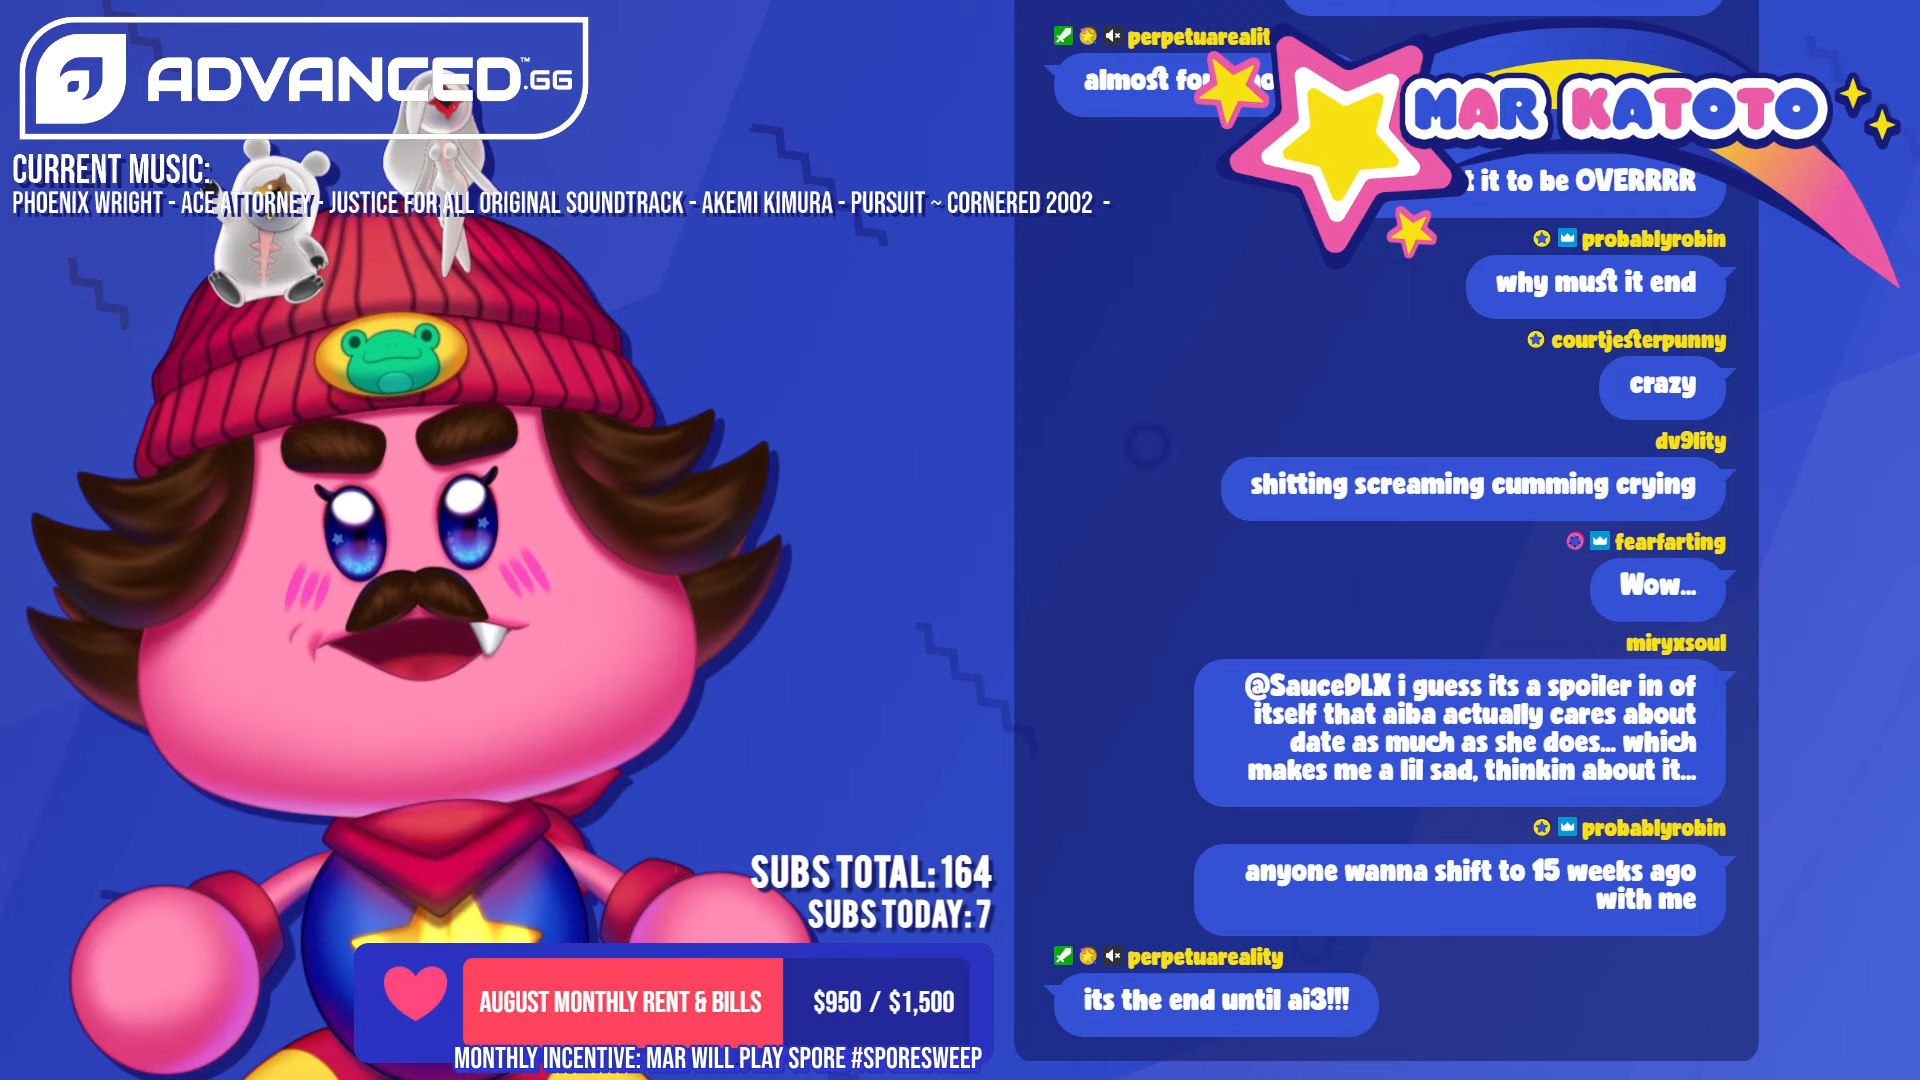 ADVANCED™.GG
CURRENT MUSIC:
PHOENIX WRIGHT - ACE ATTORNEY - JUSTICE FOR ALL ORIGINAL SOUNDTRACK - AKEMI KIMURA - PURSUIT ~ CORNERED 2002 -
SUBS TOTAL: 164
SUBS TODAY: 7
AUGUST MONTHLY RENT & BILLS
$950 / $1,500
MONTHLY INCENTIVE: MAR WILL PLAY SPORE #SPORESWEEP
MAR KATOTO
perpetuarealit
almost
it to be OVERRRR
probablyrobin
why must it end
courtjesterpunny
crazy
dv9lity
shitting screaming cumming crying
fearfarting
Wow...
miryxsoul
@SauceDLX i guess its a spoiler in of
itself that aiba actually cares about
date as much as she does... which
makes me a lil sad, thinkin about it...
probablyrobin
anyone wanna shift to 15 weeks ago
with me
perpetuareality
its the end until ai3!!!